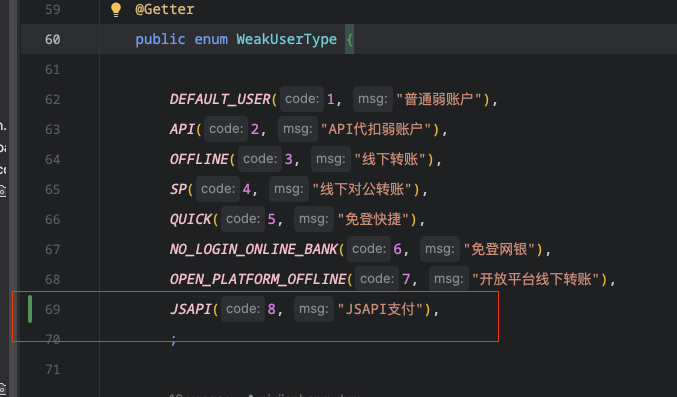 59 @Getter
60 public enum WeakUserType {
61
62 DEFAULT_USER( code: 1, msg: "普通弱账户"),
63 API( code: 2, msg: "API代扣弱账户"),
64 OFFLINE( code: 3, msg: "线下转账"),
65 SP( code: 4, msg: "线下对公转账"),
66 QUICK( code: 5, msg: "免登快捷"),
67 NO_LOGIN_ONLINE_BANK( code: 6, msg: "免登网银"),
68 OPEN_PLATFORM_OFFLINE( code: 7, msg: "开放平台线下转账"),
69 JSAPI( code: 8, msg: "JSAPI支付"),
70 ;
71